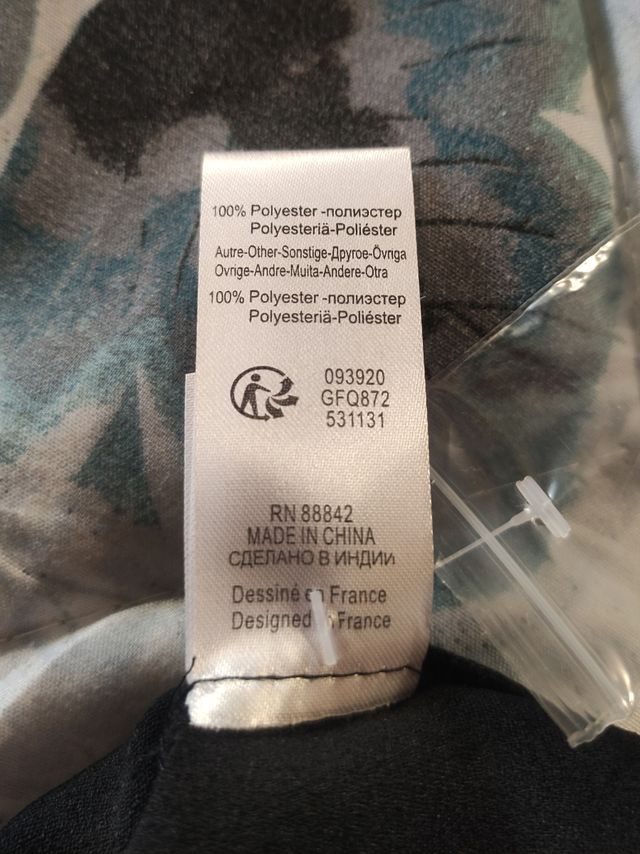 100% Polyester -полиэстер
Polyesteriä-Poliéster
Autre-Other-Sonstige-Другое-Övriga
Ovrige-Andre-Muita-Andere-Otra
100% Polyester -полиэстер
Polyesteriä-Poliéster
093920
GFQ872
531131
RN 88842
MADE IN CHINA
СДЕЛАНО В ИНДИИ
Dessiné en France
Designed France